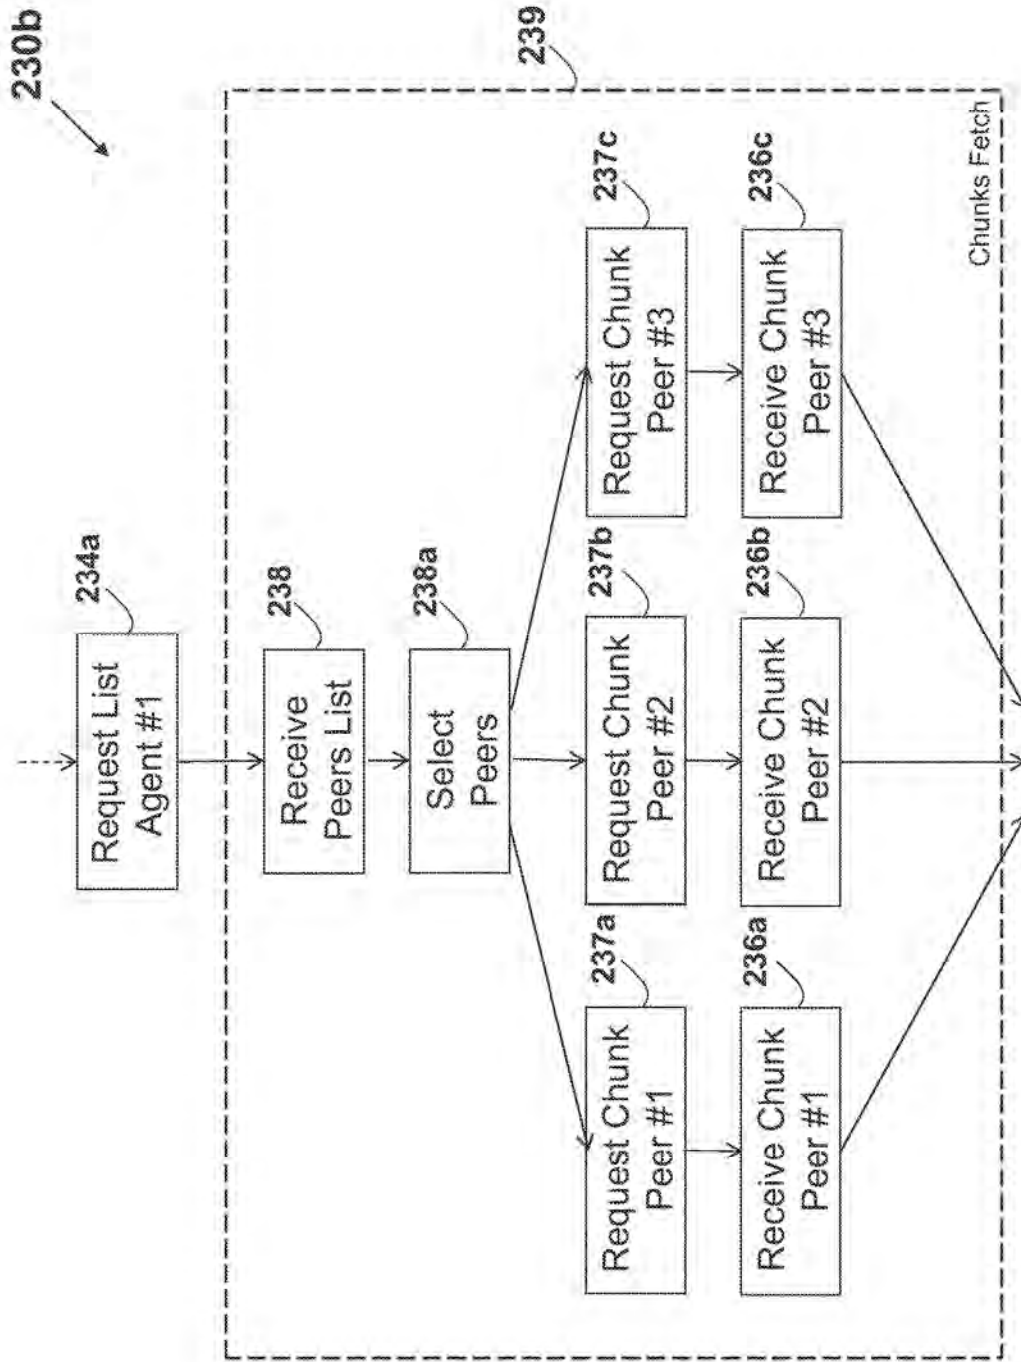 230b
239
234a
Request List
Agent #1
238
Receive
Peers List
238a
Select
Peers
237a
Request Chunk
Peer #1
237b
Request Chunk
Peer #2
237c
Request Chunk
Peer #3
236a
Receive Chunk
Peer #1
236b
Receive Chunk
Peer #2
236c
Receive Chunk
Peer #3
Chunks Fetch